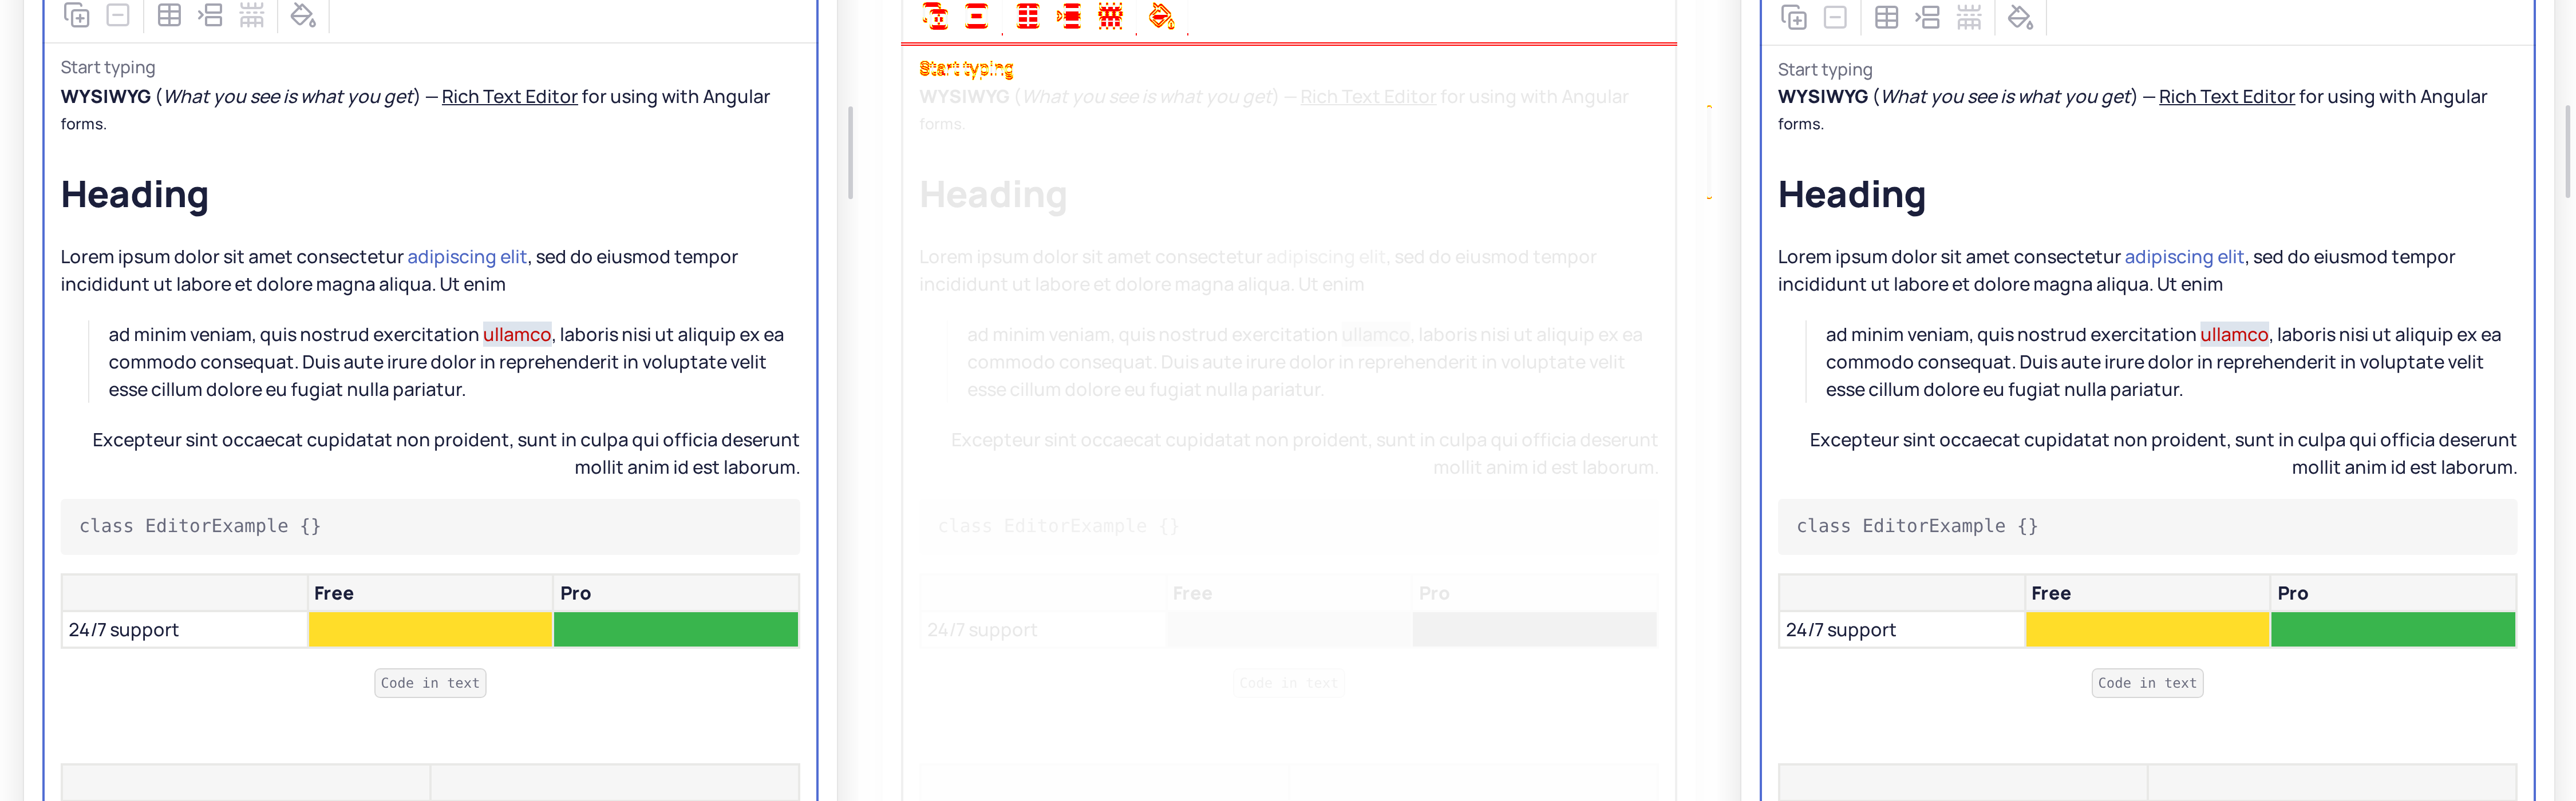 Start typing
WYSIWYG (What you see is what you get) — Rich Text Editor for using with Angular
forms.
Heading
Lorem ipsum dolor sit amet consectetur adipiscing elit, sed do eiusmod tempor
incididunt ut labore et dolore magna aliqua. Ut enim
ad minim veniam, quis nostrud exercitation ullamco, laboris nisi ut aliquip ex ea
commodo consequat. Duis aute irure dolor in reprehenderit in voluptate velit
esse cillum dolore eu fugiat nulla pariatur.
Excepteur sint occaecat cupidatat non proident, sunt in culpa qui officia deserunt
mollit anim id est laborum.
class EditorExample {}
Free Pro
24/7 support
Code in text
Start typing
WYSIWYG (What you see is what you get) — Rich Text Editor for using with Angular
forms.
Heading
Lorem ipsum dolor sit amet consectetur adipiscing elit, sed do eiusmod tempor
incididunt ut labore et dolore magna aliqua. Ut enim
ad minim veniam, quis nostrud exercitation ullamco, laboris nisi ut aliquip ex ea
commodo consequat. Duis aute irure dolor in reprehenderit in voluptate velit
esse cillum dolore eu fugiat nulla pariatur.
Excepteur sint occaecat cupidatat non proident, sunt in culpa qui officia deserunt
mollit anim id est laborum.
class EditorExample {}
Free Pro
24/7 support
Code in text
Start typing
WYSIWYG (What you see is what you get) — Rich Text Editor for using with Angular
forms.
Heading
Lorem ipsum dolor sit amet consectetur adipiscing elit, sed do eiusmod tempor
incididunt ut labore et dolore magna aliqua. Ut enim
ad minim veniam, quis nostrud exercitation ullamco, laboris nisi ut aliquip ex ea
commodo consequat. Duis aute irure dolor in reprehenderit in voluptate velit
esse cillum dolore eu fugiat nulla pariatur.
Excepteur sint occaecat cupidatat non proident, sunt in culpa qui officia deserunt
mollit anim id est laborum.
class EditorExample {}
Free Pro
24/7 support
Code in text